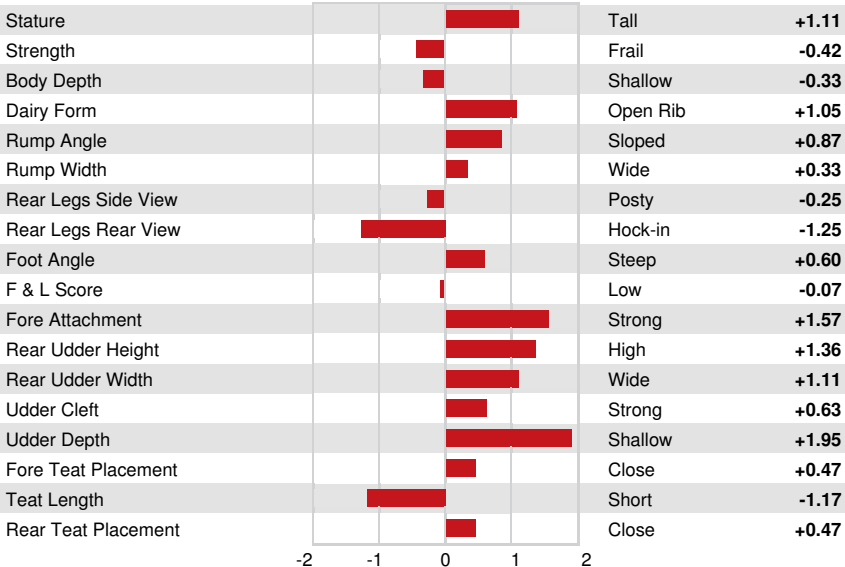 Stature Tall +1.11
Strength Frail -0.42
Body Depth Shallow -0.33
Dairy Form Open Rib +1.05
Rump Angle Sloped +0.87
Rump Width Wide +0.33
Rear Legs Side View Posty -0.25
Rear Legs Rear View Hock-in -1.25
Foot Angle Steep +0.60
F & L Score Low -0.07
Fore Attachment Strong +1.57
Rear Udder Height High +1.36
Rear Udder Width Wide +1.11
Udder Cleft Strong +0.63
Udder Depth Shallow +1.95
Fore Teat Placement Close +0.47
Teat Length Short -1.17
Rear Teat Placement Close +0.47
-2 -1 0 1 2